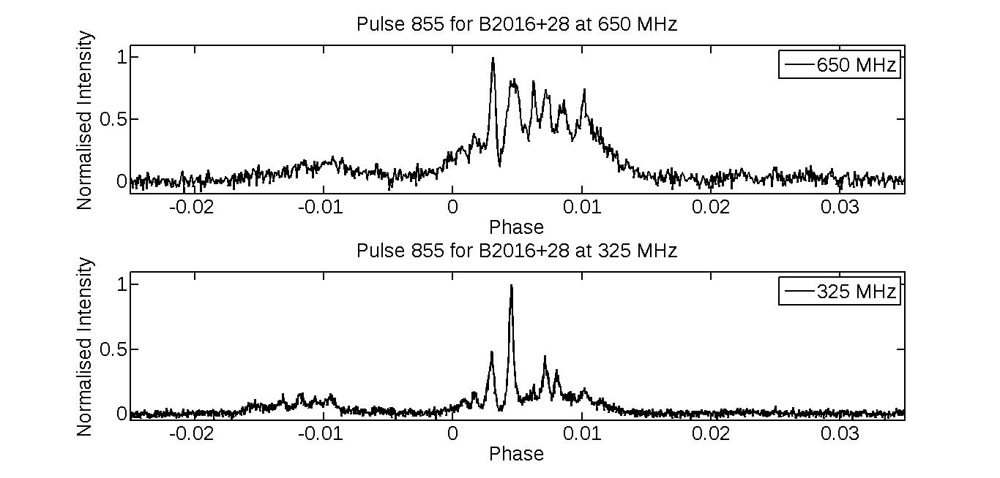 Pulse 855 for B2016+28 at 650 MHz
Normalised Intensity
1
0.5
0
650 MHz
-0.02 -0.01 0 0.01 0.02 0.03
Phase
Pulse 855 for B2016+28 at 325 MHz
Normalised Intensity
1
0.5
0
325 MHz
-0.02 -0.01 0 0.01 0.02 0.03
Phase